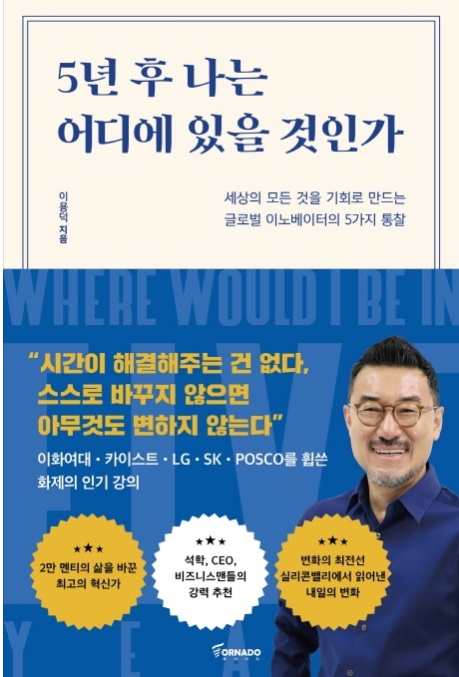 5년 후 나는
어디에 있을 것인가
이용덕 지음
세상의 모든 것을 기회로 만드는
글로벌 이노베이터의 5가지 통찰
WHERE WOULD I BE IN
FIVE
YEA
“시간이 해결해주는 건 없다,
스스로 바꾸지 않으면
아무것도 변하지 않는다”
이화여대・카이스트・LG・SK・POSCO를 휩쓴
화제의 인기 강의
2만 멘티의 삶을 바꾼
최고의 혁신가
석학, CEO,
비즈니스맨들의
강력 추천
변화의 최전선
실리콘밸리에서 읽어낸
내일의 변화
TORNADO